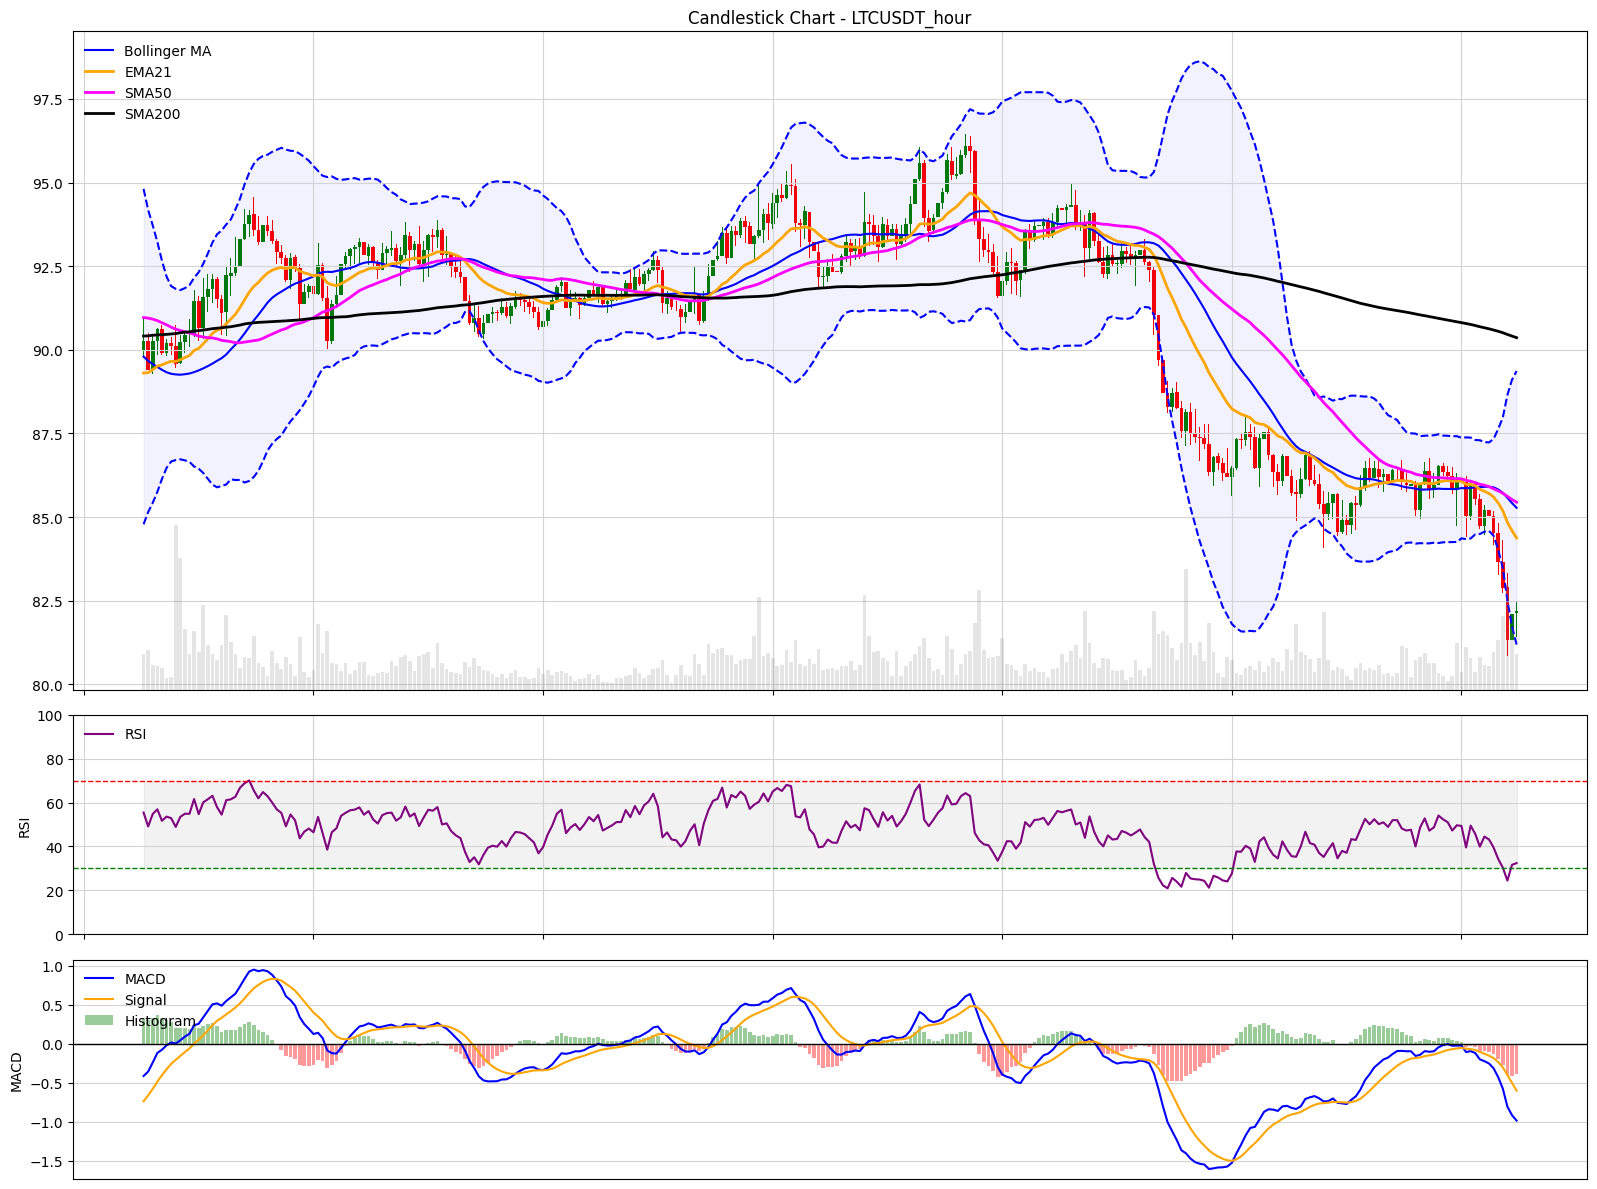 Candlestick Chart - LTCUSDT_hour
Bollinger MA
EMA21
SMA50
SMA200
97.5
95.0
92.5
90.0
87.5
85.0
82.5
80.0
RSI
100
80
60
40
20
0
RSI
MACD
Signal
Histogram
1.0
0.5
0.0
−0.5
−1.0
−1.5
MACD